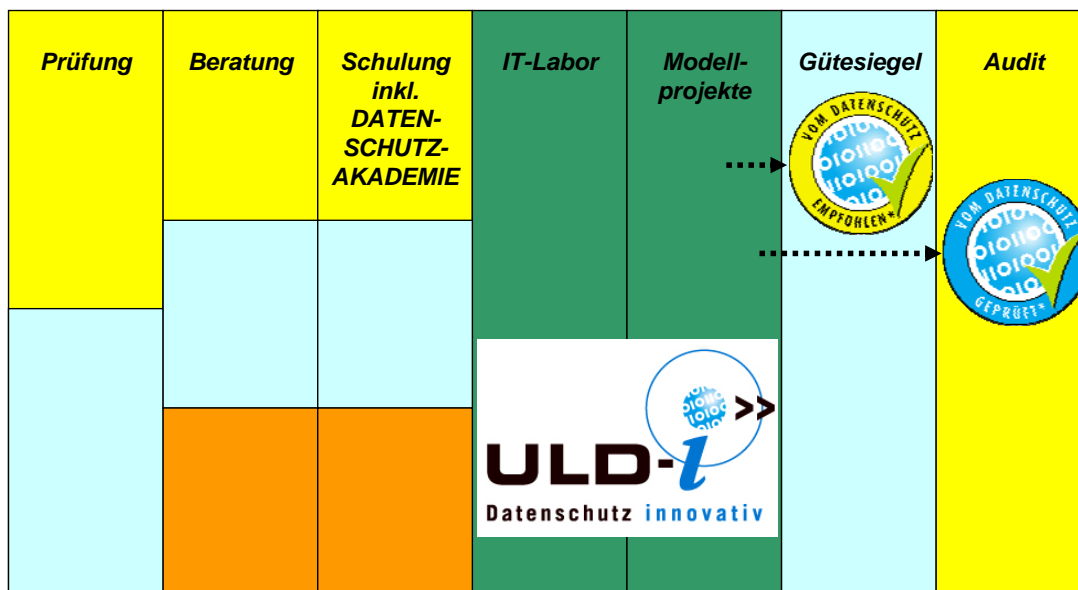 Prüfung
Beratung
Schulung
inkl.
DATEN-
SCHUTZ-
AKADEMIE
IT-Labor
Modell-
projekte
Gütesiegel
Audit
VOM DATENSCHUTZ
EMPFOHLEN*
VOM DATENSCHUTZ
GEPRÜFT*
>>
ULD-i
Datenschutz innovativ